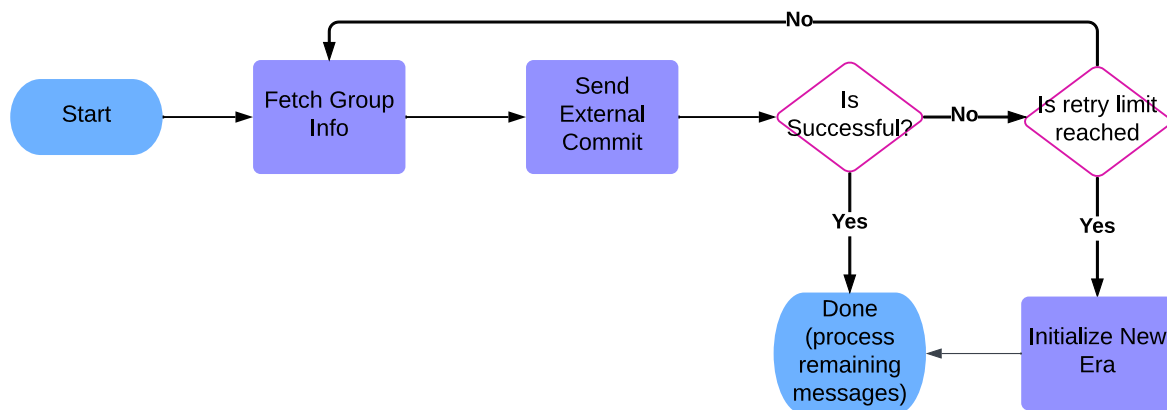 No
Start
Fetch Group
Info
Send
External
Commit
Is
Successful?
No
Is retry limit
reached
Yes
Yes
Done
(process
remaining
messages)
Initialize New
Era